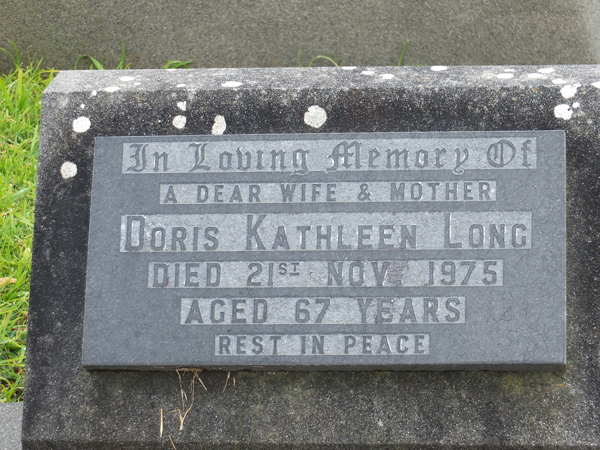 In Loving Memory Of
A DEAR WIFE & MOTHER
DORIS KATHLEEN LONG
DIED 21ST NOV 1975
AGED 67 YEARS
REST IN PEACE